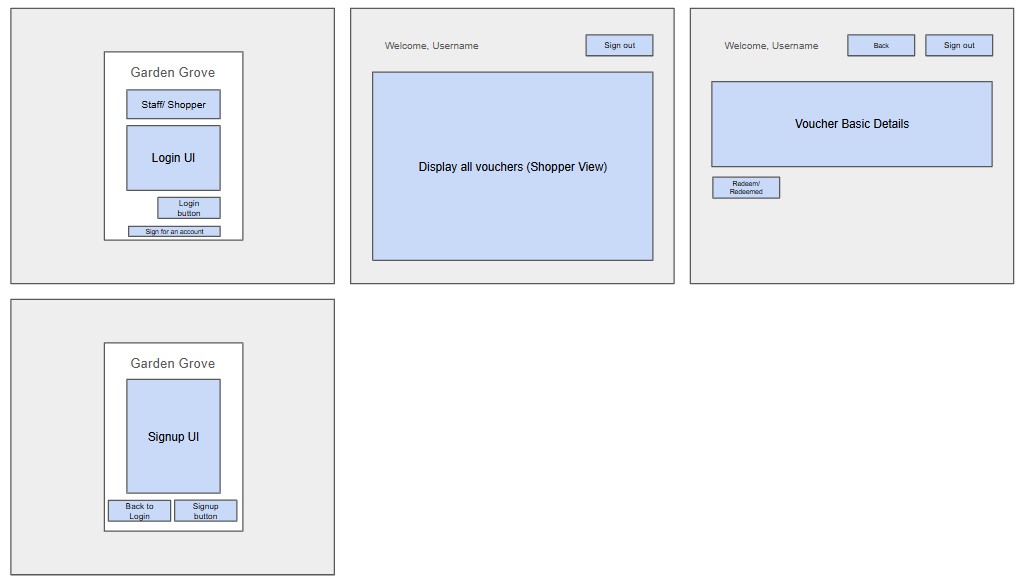 Garden Grove
Staff/ Shopper
Login UI
Login
button
Sign for an account
Welcome, Username
Sign out
Display all vouchers (Shopper View)
Welcome, Username
Back
Sign out
Voucher Basic Details
Redeem/
Redeemed
Garden Grove
Signup UI
Back to
Login
Signup
button